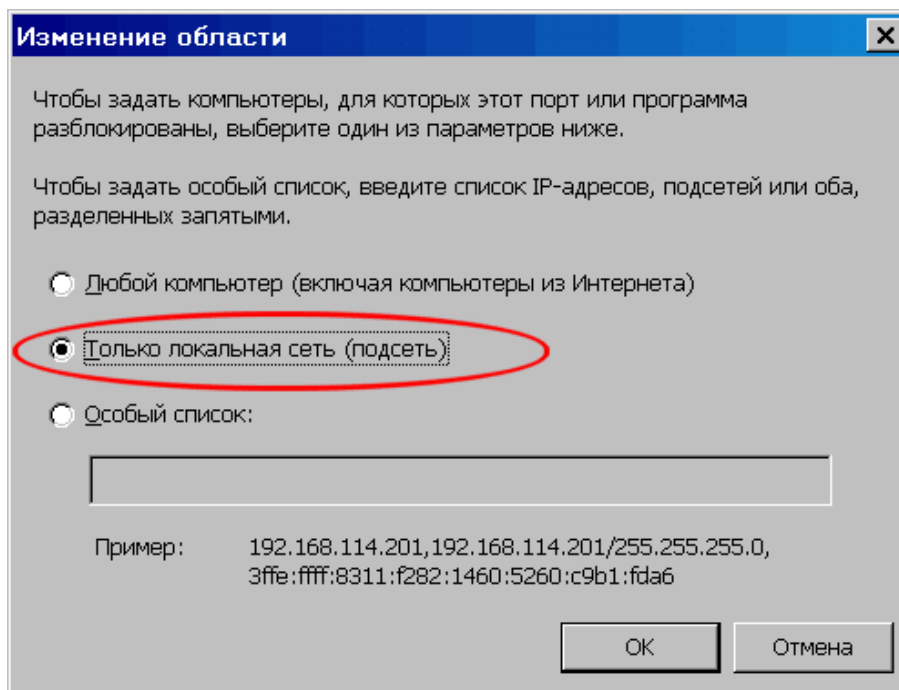 Изменение области
Чтобы задать компьютеры, для которых этот порт или программа
разблокированы, выберите один из параметров ниже.
Чтобы задать особый список, введите список IP-адресов, подсетей или оба,
разделенных запятыми.
Любой компьютер (включая компьютеры из Интернета)
Только локальная сеть (подсеть)
Особый список:
Пример: 192.168.114.201,192.168.114.201/255.255.255.0,
3ffe:ffff:8311:f282:1460:5260:c9b1:fda6
OK Отмена